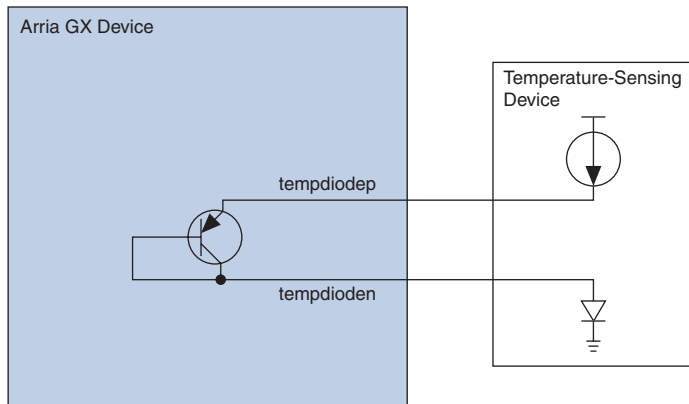 Arria GX Device
Temperature-Sensing
Device
tempdiodep
tempdioden